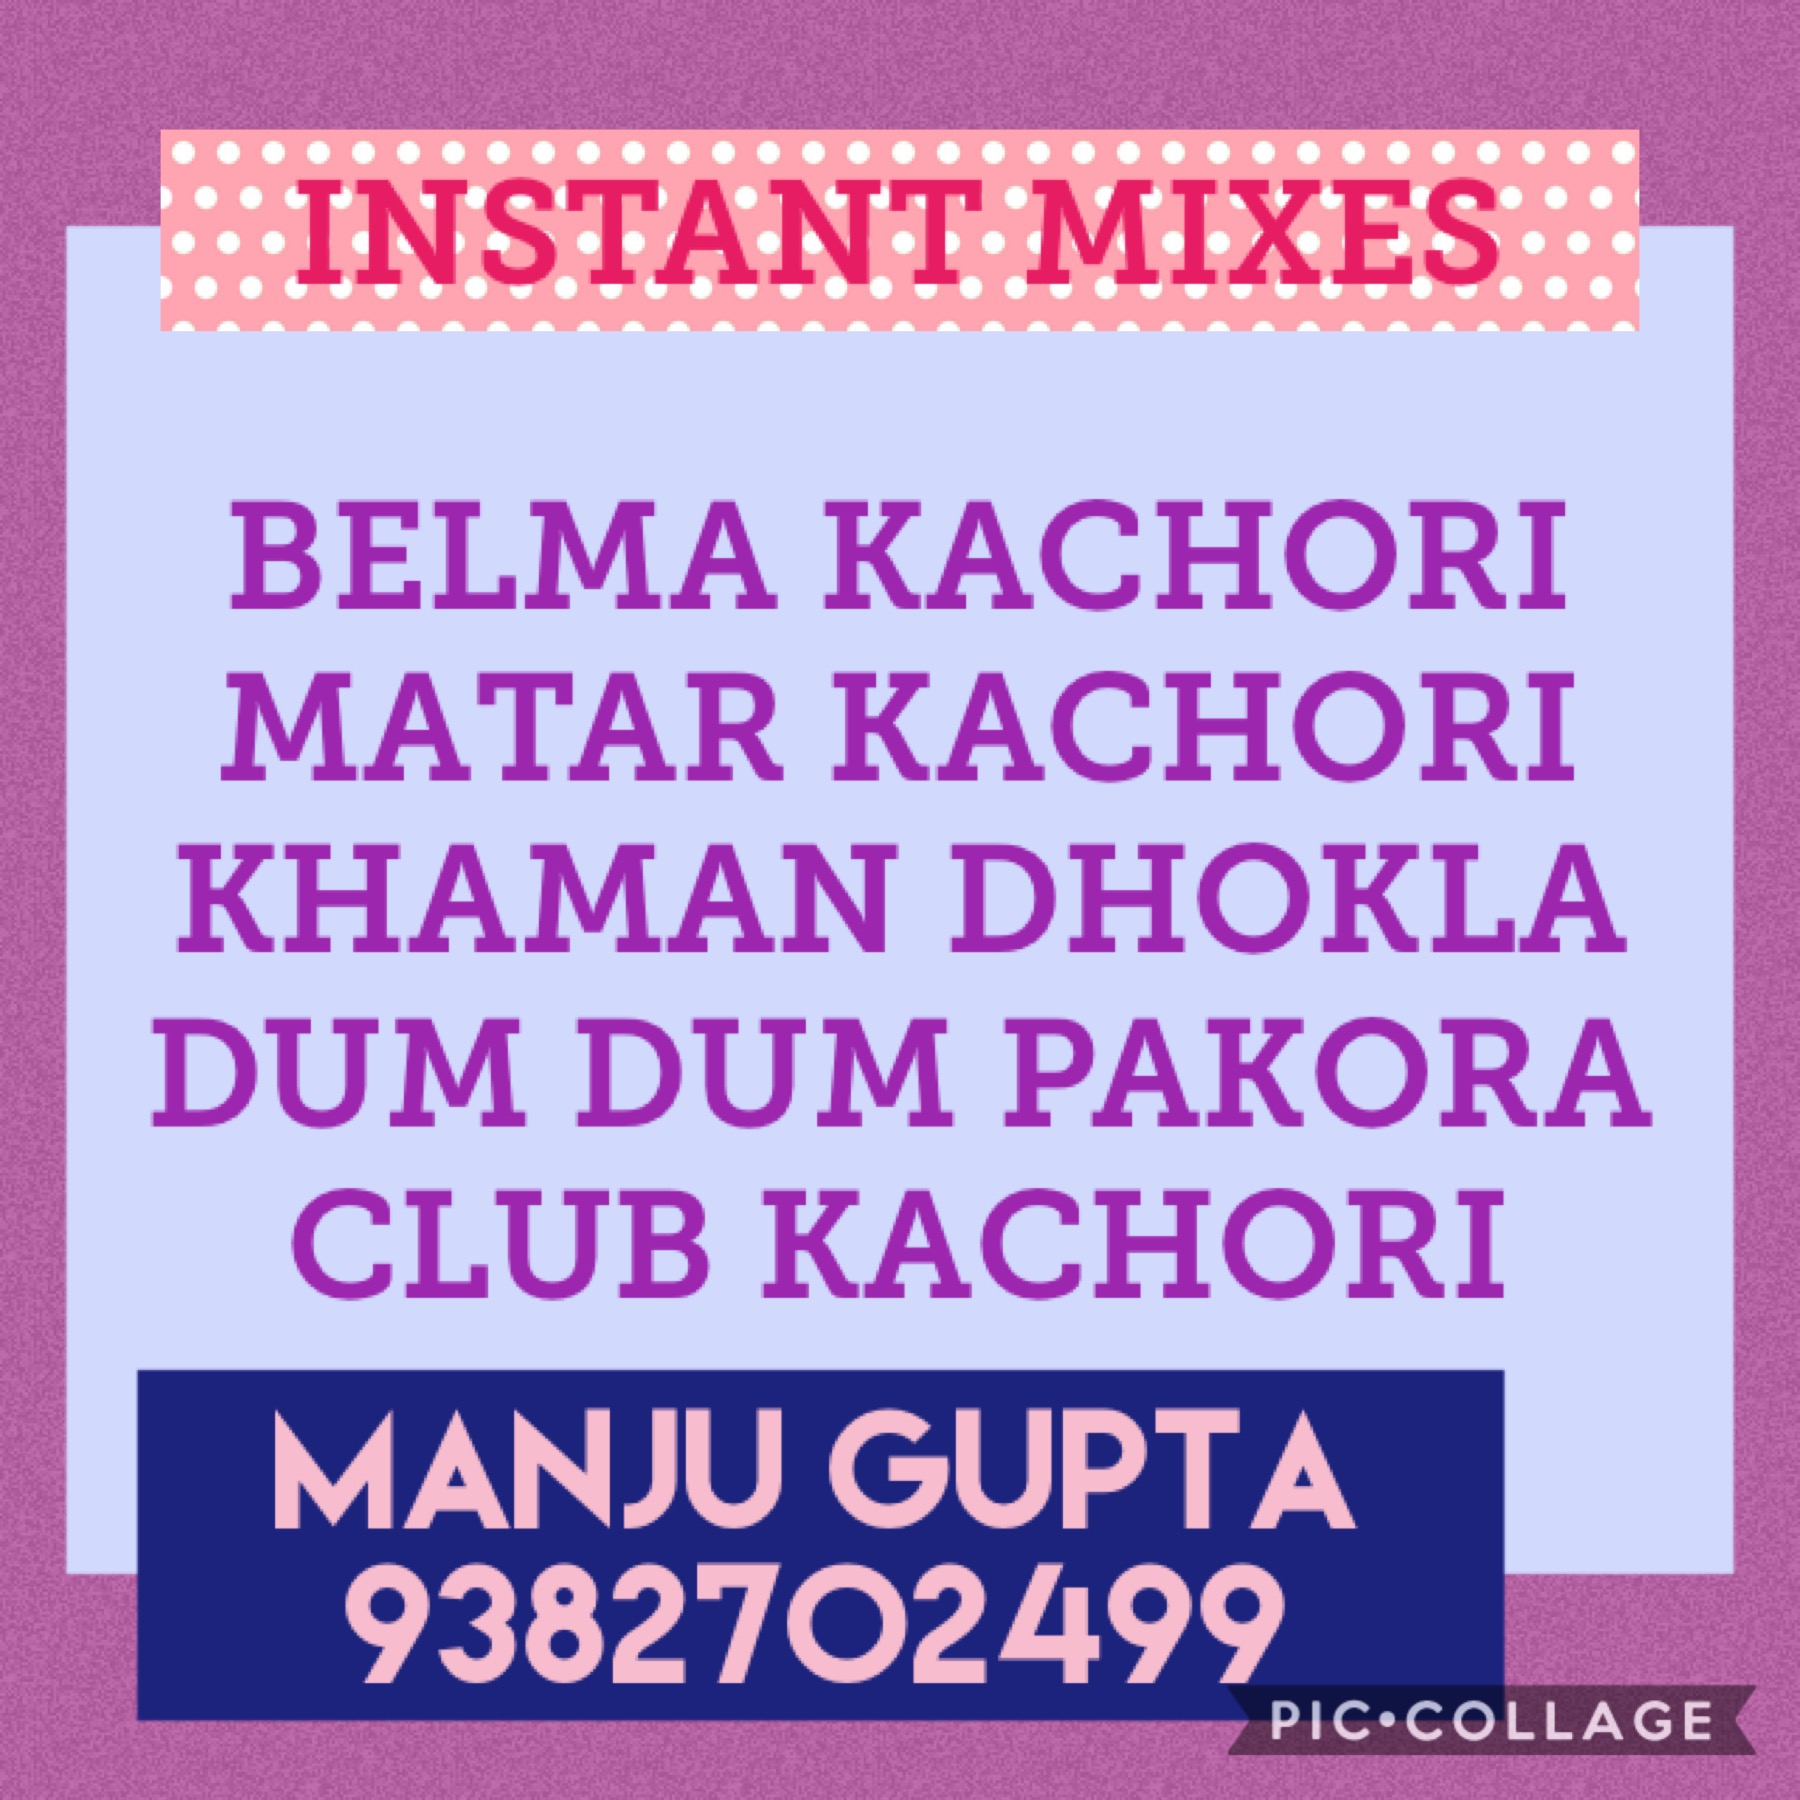 INSTANT MIXES
BELMA KACHORI
MATAR KACHORI
KHAMAN DHOKLA
DUM DUM PAKORA
CLUB KACHORI
MANJU GUPTA
9382702499
PIC•COLLAGE